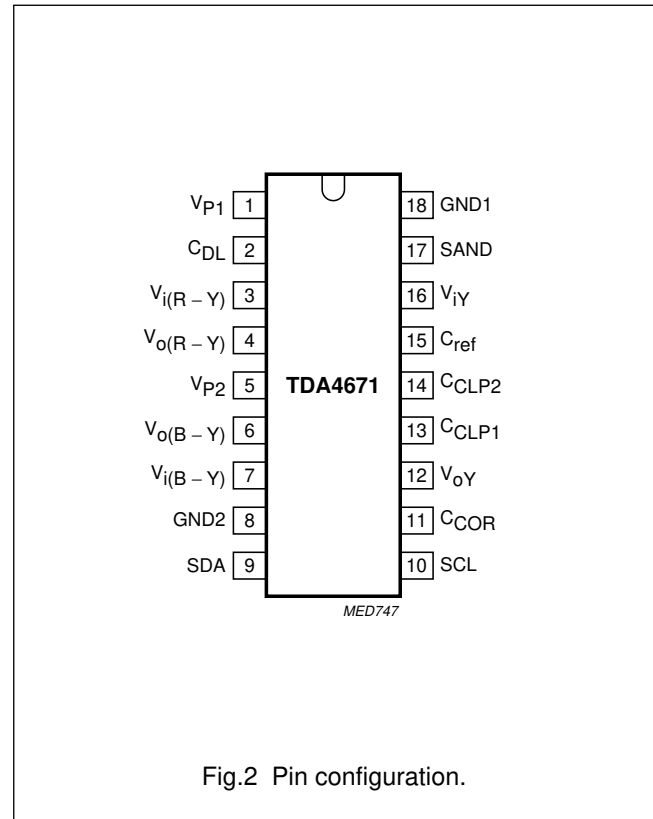 V_P1 1 18 GND1
C_DL 2 17 SAND
V_i(R – Y) 3 16 V_iY
V_o(R – Y) 4 15 C_ref
V_P2 5 TDA4671 14 C_CLP2
V_o(B – Y) 6 13 C_CLP1
V_i(B – Y) 7 12 V_oY
GND2 8 11 C_COR
SDA 9 10 SCL
MED747
Fig.2 Pin configuration.